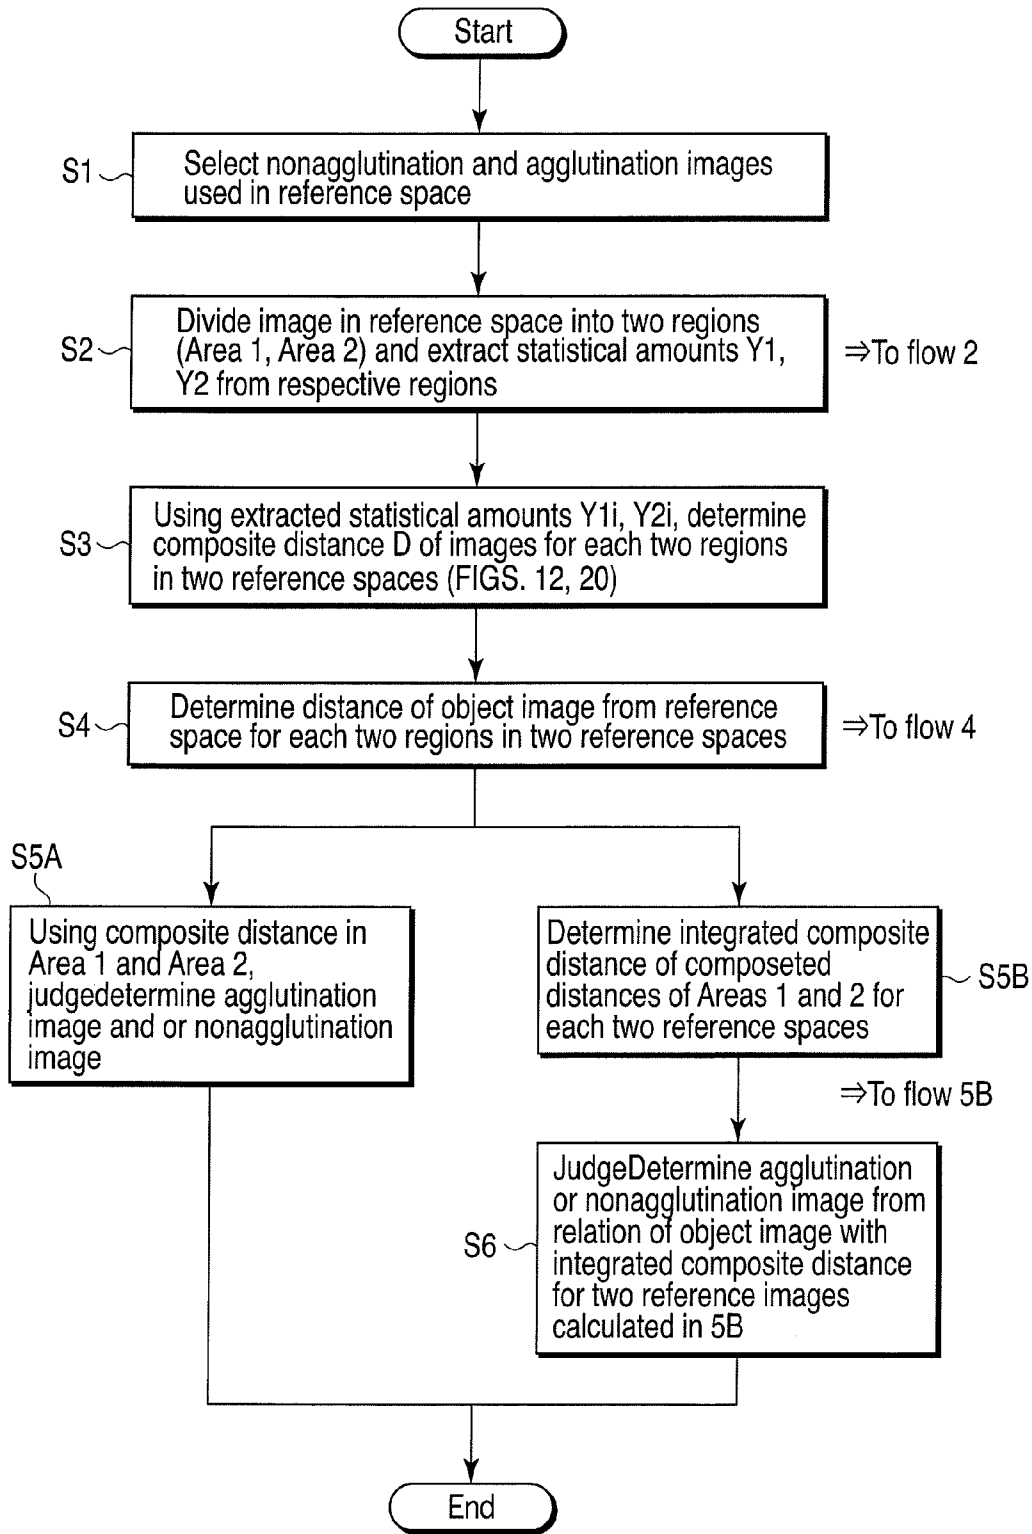 Start
S1
Select nonagglutination and agglutination images
used in reference space
S2
Divide image in reference space into two regions
(Area 1, Area 2) and extract statistical amounts Y1,
Y2 from respective regions
⇒To flow 2
S3
Using extracted statistical amounts Y1i, Y2i, determine
composite distance D of images for each two regions
in two reference spaces (FIGS. 12, 20)
S4
Determine distance of object image from reference
space for each two regions in two reference spaces
⇒To flow 4
S5A
Using composite distance in
Area 1 and Area 2,
judgedetermine agglutination
image and or nonagglutination
image
Determine integrated composite
distance of composeted
distances of Areas 1 and 2 for
each two reference spaces
S5B
⇒To flow 5B
S6
JudgeDetermine agglutination
or nonagglutination image from
relation of object image with
integrated composite distance
for two reference images
calculated in 5B
End